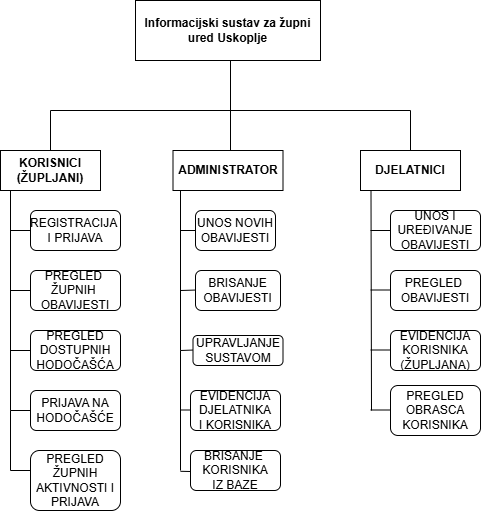 Informacijski sustav za župni
ured Uskoplje
KORISNICI
(ŽUPLJANI)
REGISTRACIJA
I PRIJAVA
PREGLED
ŽUPNIH
OBAVIJESTI
PREGLED
DOSTUPNIH
HODOČAŠĆA
PRIJAVA NA
HODOČAŠĆE
PREGLED
ŽUPNIH
AKTIVNOSTI I
PRIJAVA
ADMINISTRATOR
UNOS NOVIH
OBAVIJESTI
BRISANJE
OBAVIJESTI
UPRAVLJANJE
SUSTAVOM
EVIDENCIJA
DJELATNIKA
I KORISNIKA
BRISANJE
KORISNIKA
IZ BAZE
DJELATNICI
UNOS I
UREĐIVANJE
OBAVIJESTI
PREGLED
OBAVIJESTI
EVIDENCIJA
KORISNIKA
(ŽUPLJANA)
PREGLED
OBRASCA
KORISNIKA